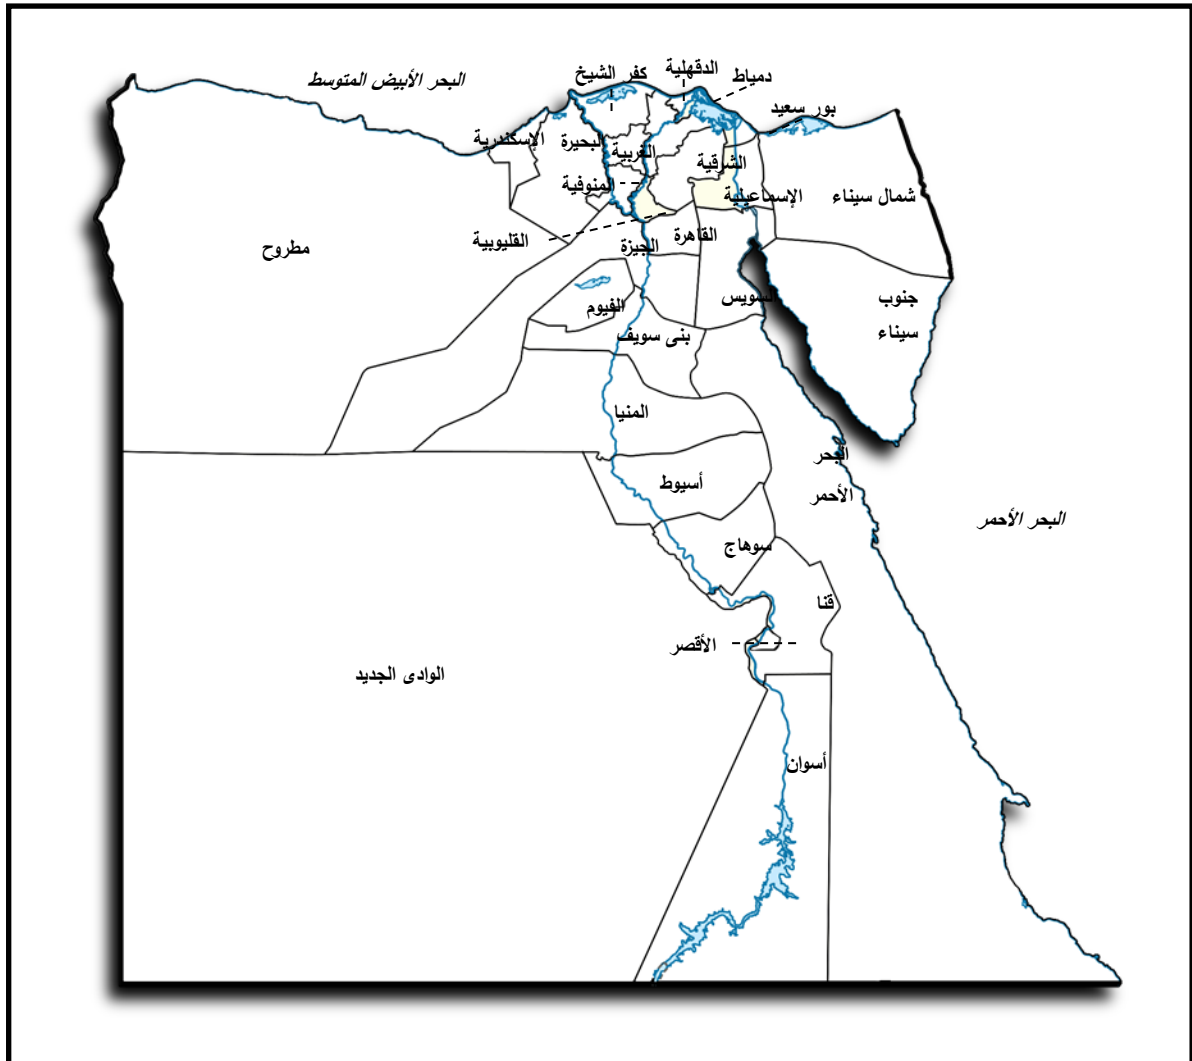 البحر الأبيض المتوسط
كفر الشيخ
الدقهلية
دمياط
بور سعيد
الإسكندرية
البحيرة
الغربية
الشرقية
المنوفية
الإسماعيلية
شمال سيناء
القليوبية
القاهرة
الجيزة
مطروح
الفيوم
السويس
جنوب
سيناء
بنى سويف
المنيا
البحر
الأحمر
أسيوط
البحر الأحمر
سوهاج
قنا
الأقصر
الوادى الجديد
أسوان